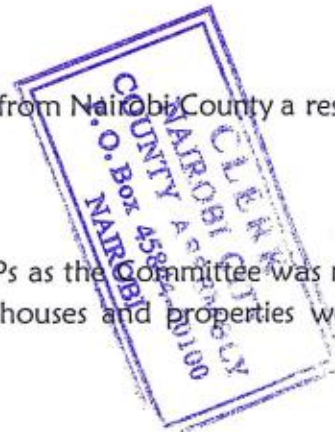 from Nairobi County a res
CLERK
NAIROBI CITY
COUNTY ASSEMBLY
P. O. Box 00100
NAIROBI
Ps as the Committee was
houses and properties w